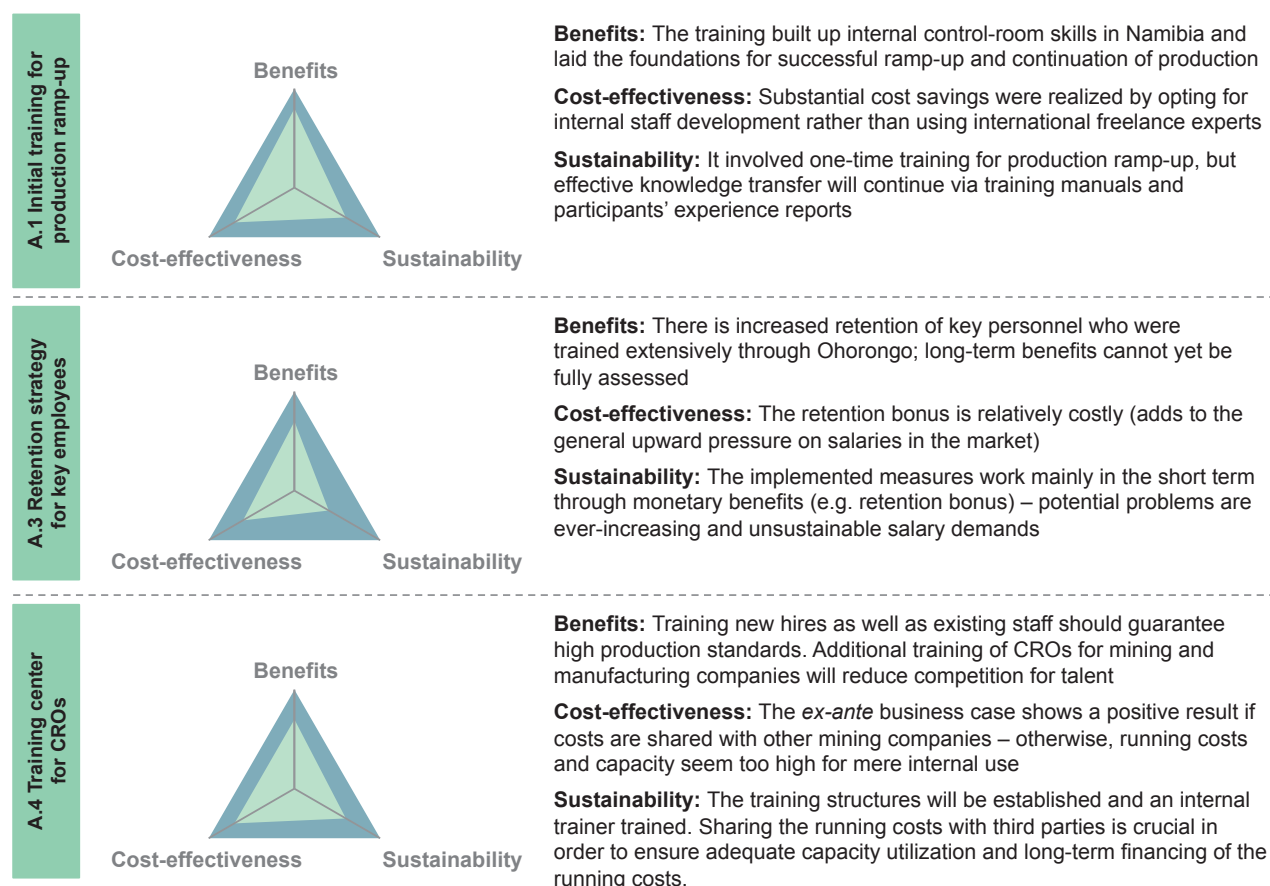 A.1 Initial training for
production ramp-up
Benefits
Cost-effectiveness
Sustainability
Benefits: The training built up internal control-room skills in Namibia and
laid the foundations for successful ramp-up and continuation of production
Cost-effectiveness: Substantial cost savings were realized by opting for
internal staff development rather than using international freelance experts
Sustainability: It involved one-time training for production ramp-up, but
effective knowledge transfer will continue via training manuals and
participants’ experience reports
A.3 Retention strategy
for key employees
Benefits
Cost-effectiveness
Sustainability
Benefits: There is increased retention of key personnel who were
trained extensively through Ohorongo; long-term benefits cannot yet be
fully assessed
Cost-effectiveness: The retention bonus is relatively costly (adds to the
general upward pressure on salaries in the market)
Sustainability: The implemented measures work mainly in the short term
through monetary benefits (e.g. retention bonus) – potential problems are
ever-increasing and unsustainable salary demands
A.4 Training center
for CROs
Benefits
Cost-effectiveness
Sustainability
Benefits: Training new hires as well as existing staff should guarantee
high production standards. Additional training of CROs for mining and
manufacturing companies will reduce competition for talent
Cost-effectiveness: The ex-ante business case shows a positive result if
costs are shared with other mining companies – otherwise, running costs
and capacity seem too high for mere internal use
Sustainability: The training structures will be established and an internal
trainer trained. Sharing the running costs with third parties is crucial in
order to ensure adequate capacity utilization and long-term financing of the
running costs.